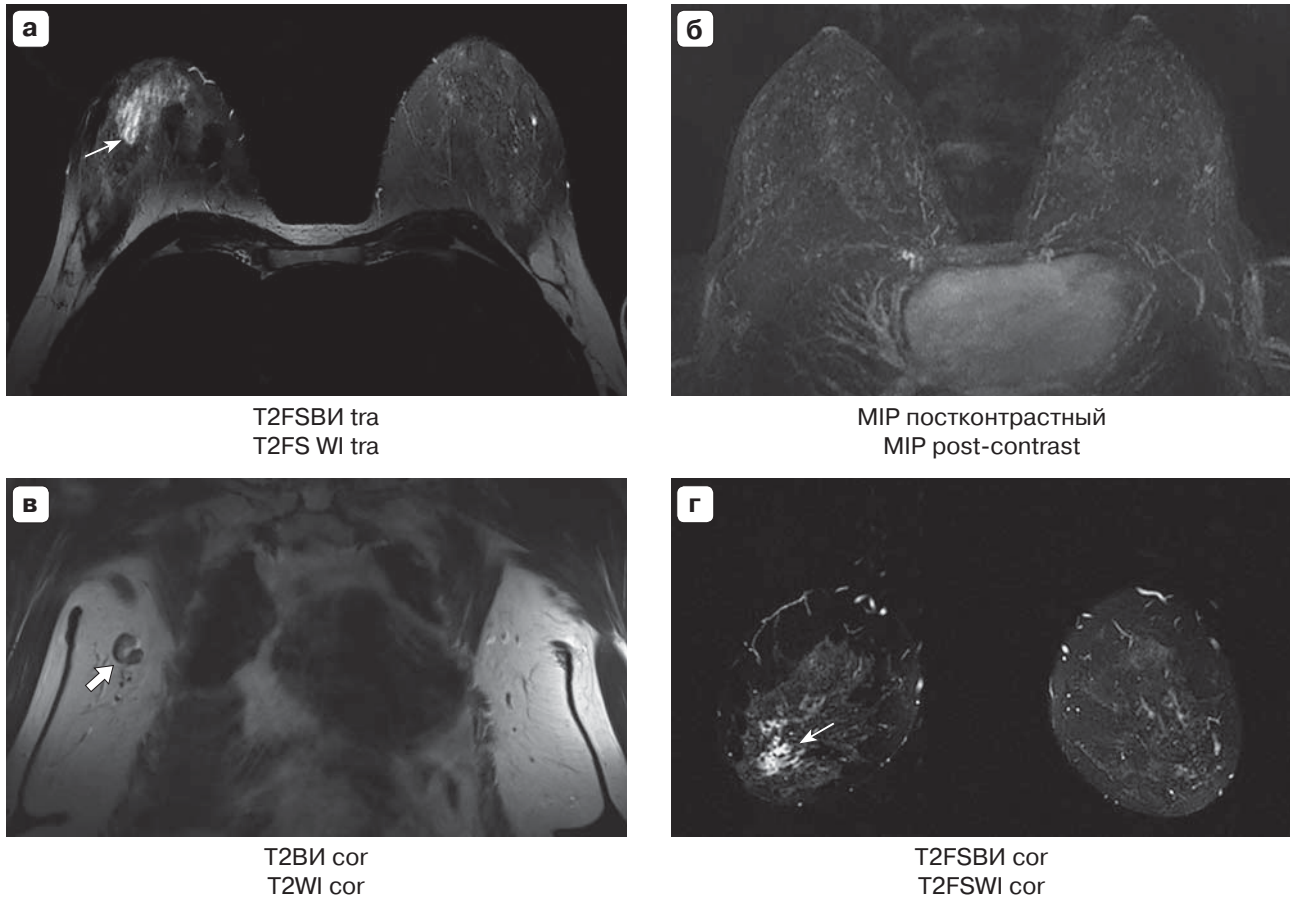 а
б
T2FSВИ tra
T2FS WI tra
MIP постконтрастный
MIP post-contrast
в
г
T2ВИ cor
T2WI cor
T2FSВИ cor
T2FSWI cor